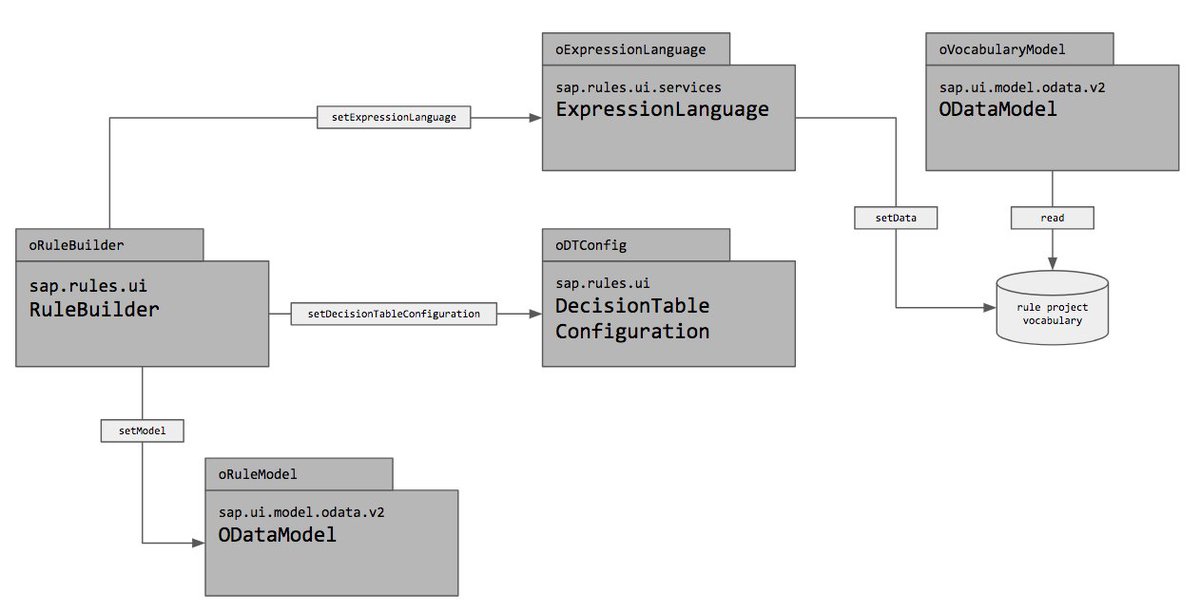 oExpressionLanguage
sap.rules.ui.services
ExpressionLanguage
oVocabularyModel
sap.ui.model.odata.v2
ODataModel
setExpressionLanguage
setData
read
oRuleBuilder
sap.rules.ui
RuleBuilder
setDecisionTableConfiguration
oDTConfig
sap.rules.ui
DecisionTable
Configuration
rule project
vocabulary
setModel
oRuleModel
sap.ui.model.odata.v2
ODataModel